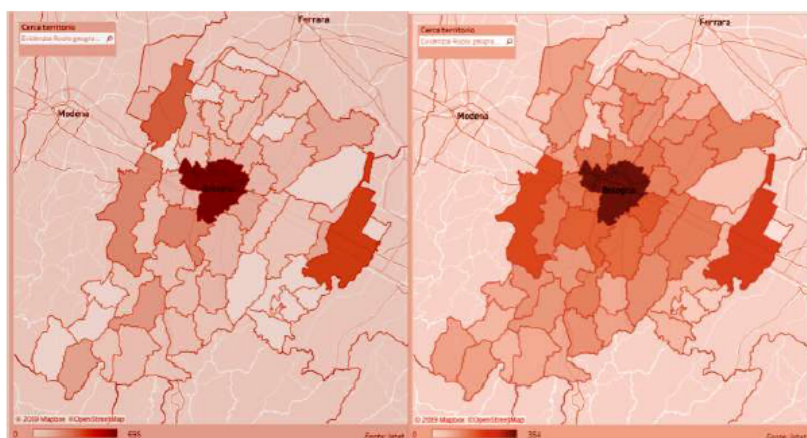 Ferrara
Cerca territorio
Modena
Bologna
© 2019 Mapbox ©OpenStreetMap
0
695
Ferrara
Cerca territorio
Modena
Bologna
© 2019 Mapbox ©OpenStreetMap
0
354